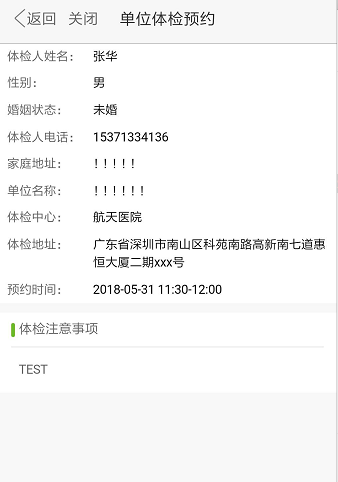 返回 关闭 单位体检预约
体检人姓名： 张华
性别： 男
婚姻状态： 未婚
体检人电话： 15371334136
家庭地址： ！！！！！
单位名称： ！！！！！！
体检中心： 航天医院
体检地址： 广东省深圳市南山区科苑南路高新南七道惠
恒大厦二期xxx号
预约时间： 2018-05-31 11:30-12:00
体检注意事项
TEST